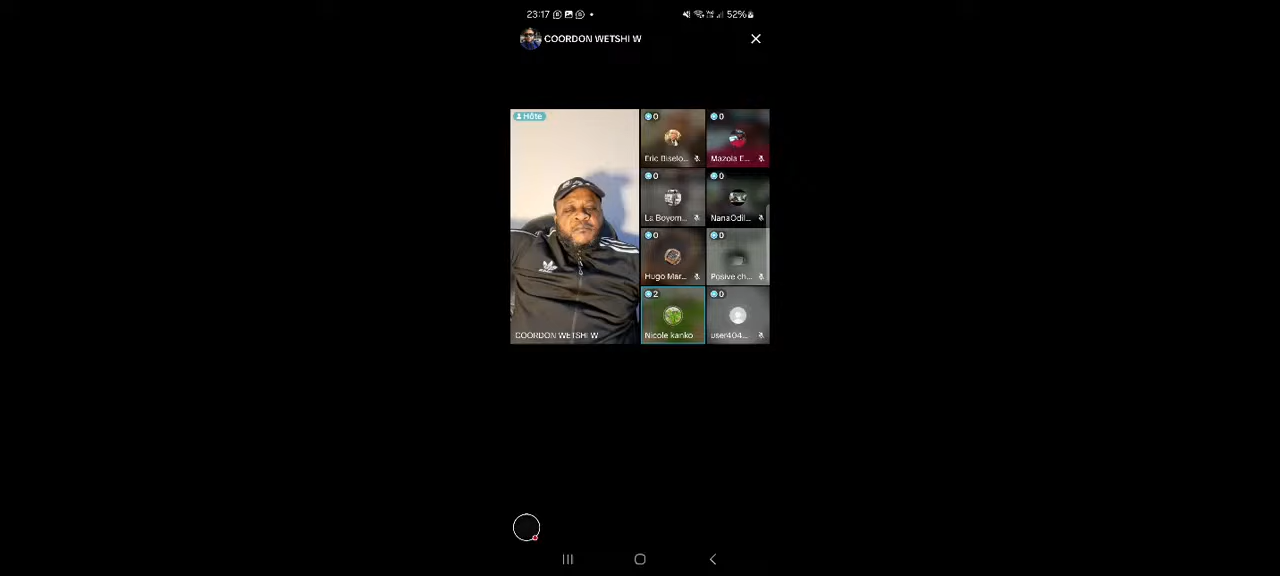 23:17
52%
COORDON WETSHI W
Hôte
0
Eric Biselo...
0
Mazola E...
0
La Boyom...
0
NanaOdil...
0
Hugo Mar...
0
Posive ch...
COORDON WETSHI W
2
Nicole kanko
0
user404...